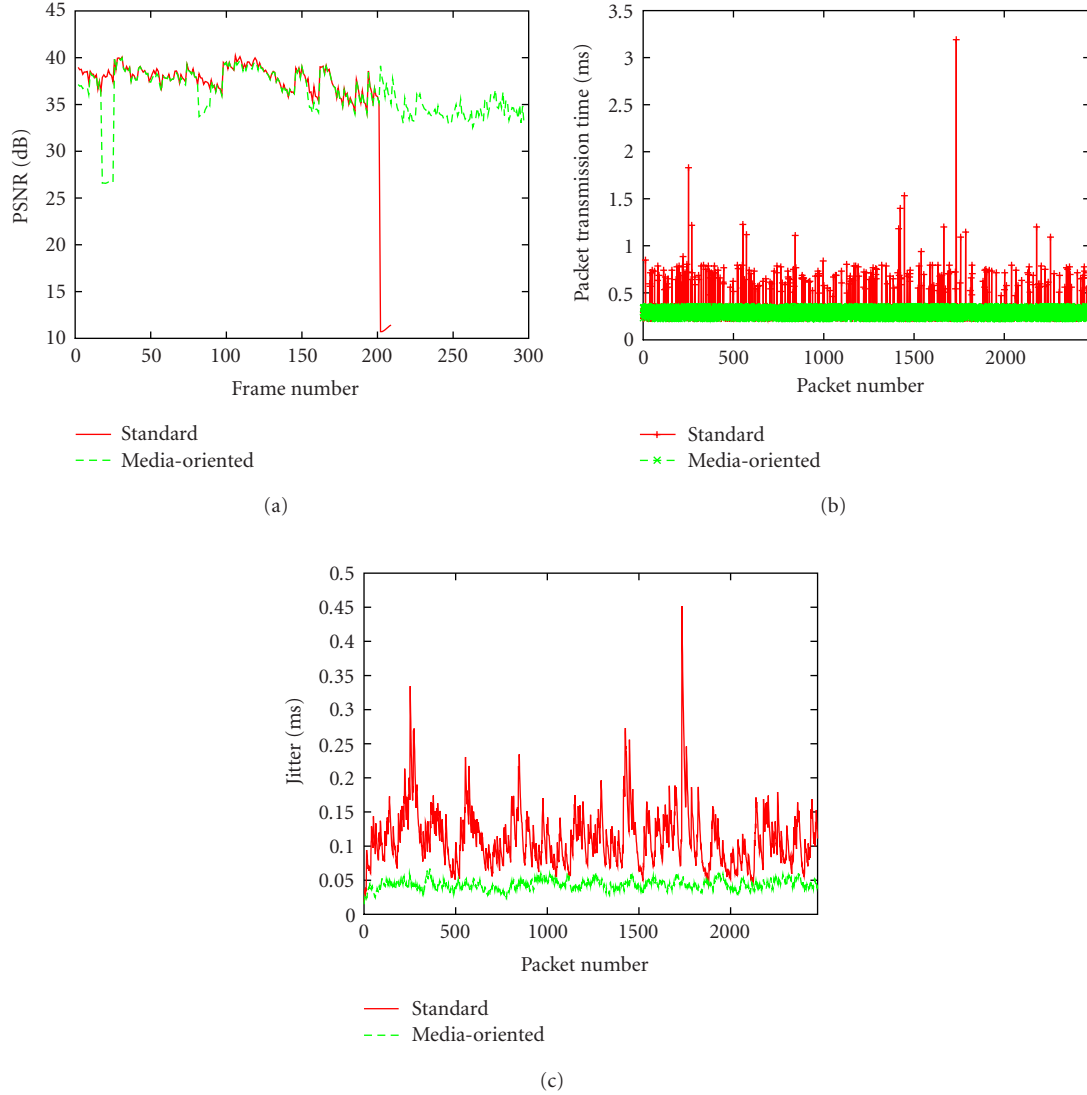 45
40
35
30
25
20
15
10
PSNR (dB)
0 50 100 150 200 250 300
Frame number
Standard
Media-oriented
(a)
3.5
3
2.5
2
1.5
1
0.5
0
Packet transmission time (ms)
0 500 1000 1500 2000
Packet number
Standard
Media-oriented
(b)
0.5
0.45
0.4
0.35
0.3
0.25
0.2
0.15
0.1
0.05
0
Jitter (ms)
0 500 1000 1500 2000
Packet number
Standard
Media-oriented
(c)